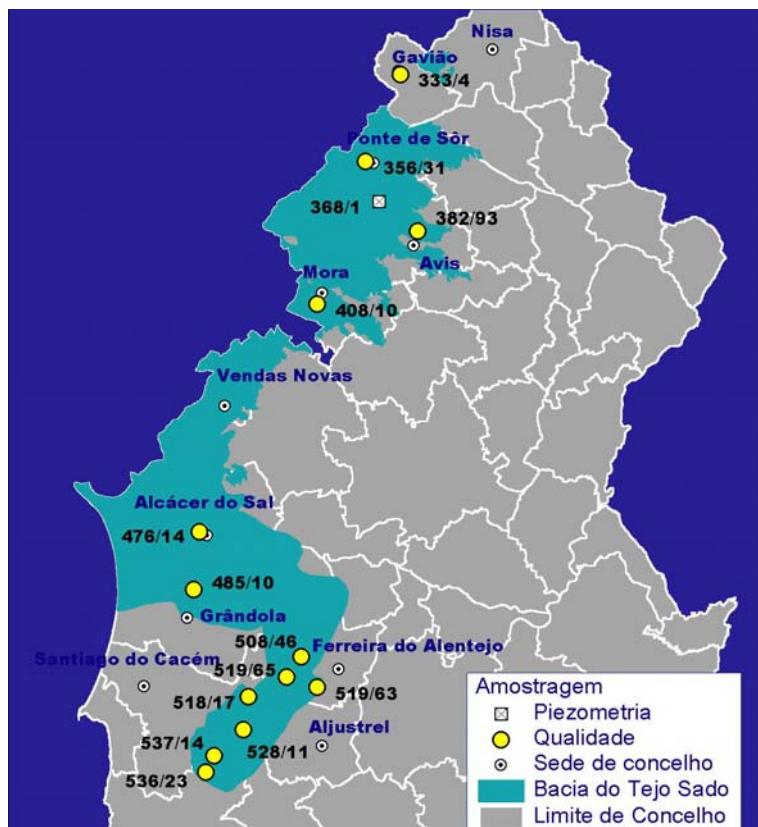 Nisa
Gavião
333/4
Ponte de Sôr
356/31
368/1
382/93
Avis
Mora
408/10
Vendas Novas
Alcácer do Sal
476/14
485/10
Grândola
508/46
Ferreira do Alentejo
Santiago do Cacém
519/65
519/63
518/17
Aljustrel
537/14
528/11
536/23
Amostragem
Piezometria
Qualidade
Sede de concelho
Bacia do Tejo Sado
Limite de Concelho